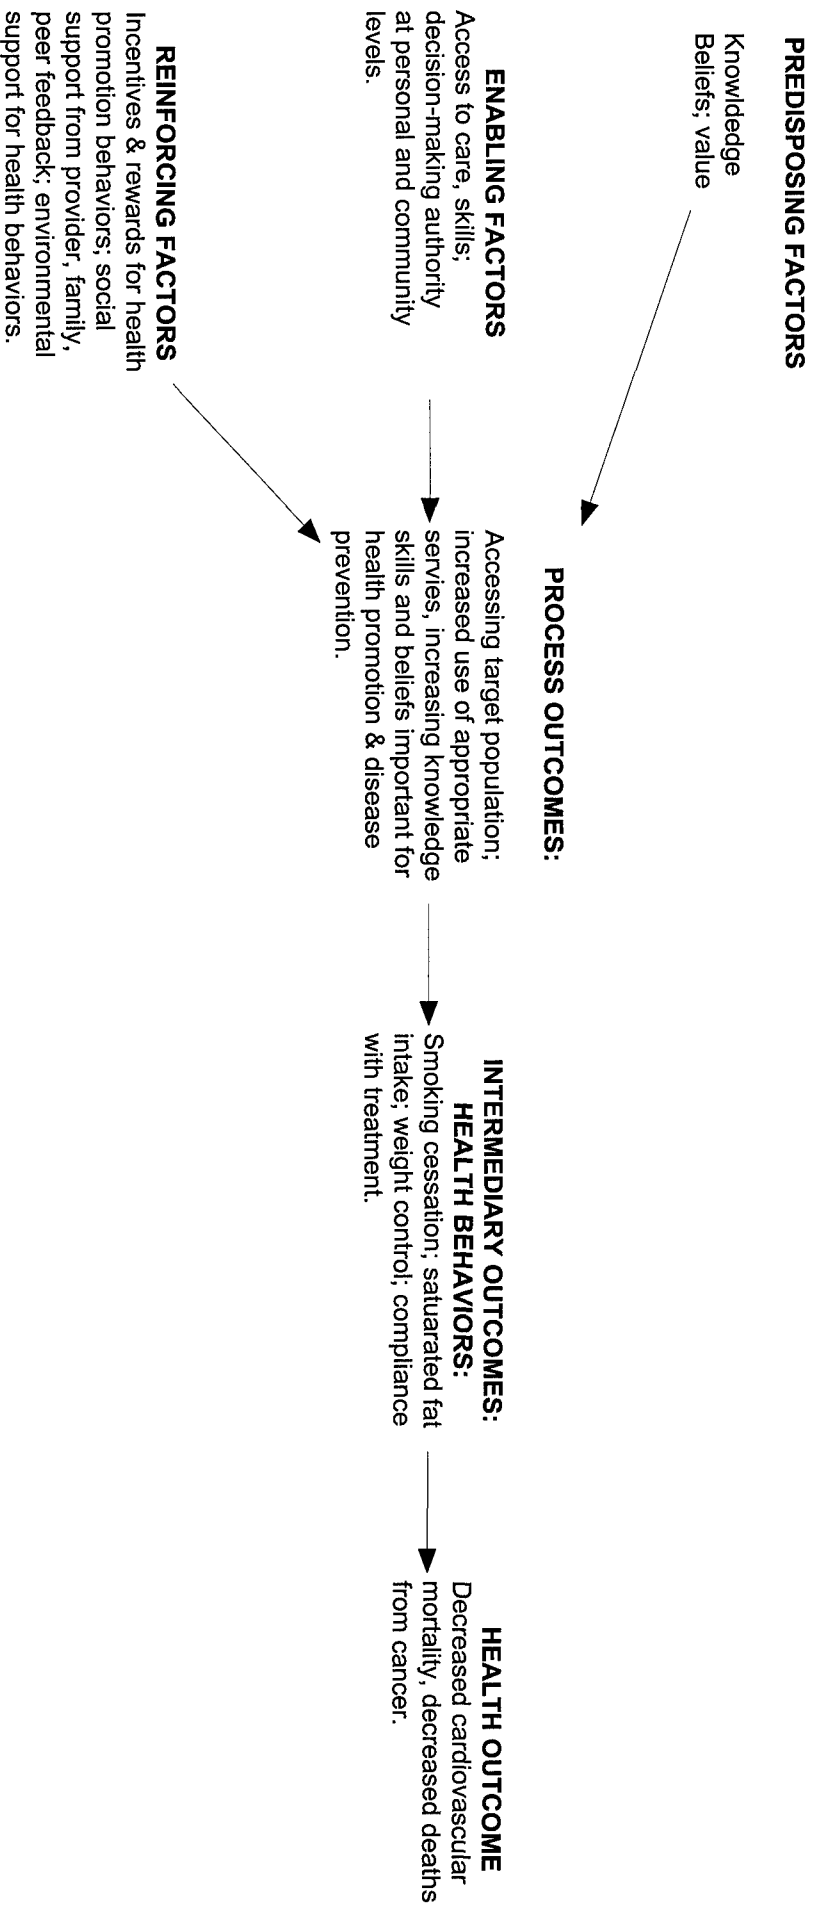 PREDISPOSING FACTORS
Knowldedge
Beliefs; value
ENABLING FACTORS
Access to care, skills;
decision-making authority
at personal and community
levels.
REINFORCING FACTORS
Incentives & rewards for health
promotion behaviors; social
support from provider, family,
peer feedback; environmental
support for health behaviors.
PROCESS OUTCOMES:
Accessing target population;
increased use of appropriate
servies, increasing knowledge
skills and beliefs important for
health promotion & disease
prevention.
INTERMEDIARY OUTCOMES:
HEALTH BEHAVIORS:
Smoking cessation; satuarated fat
intake; weight control; compliance
with treatment.
HEALTH OUTCOME
Decreased cardiovascular
mortality, decreased deaths
from cancer.